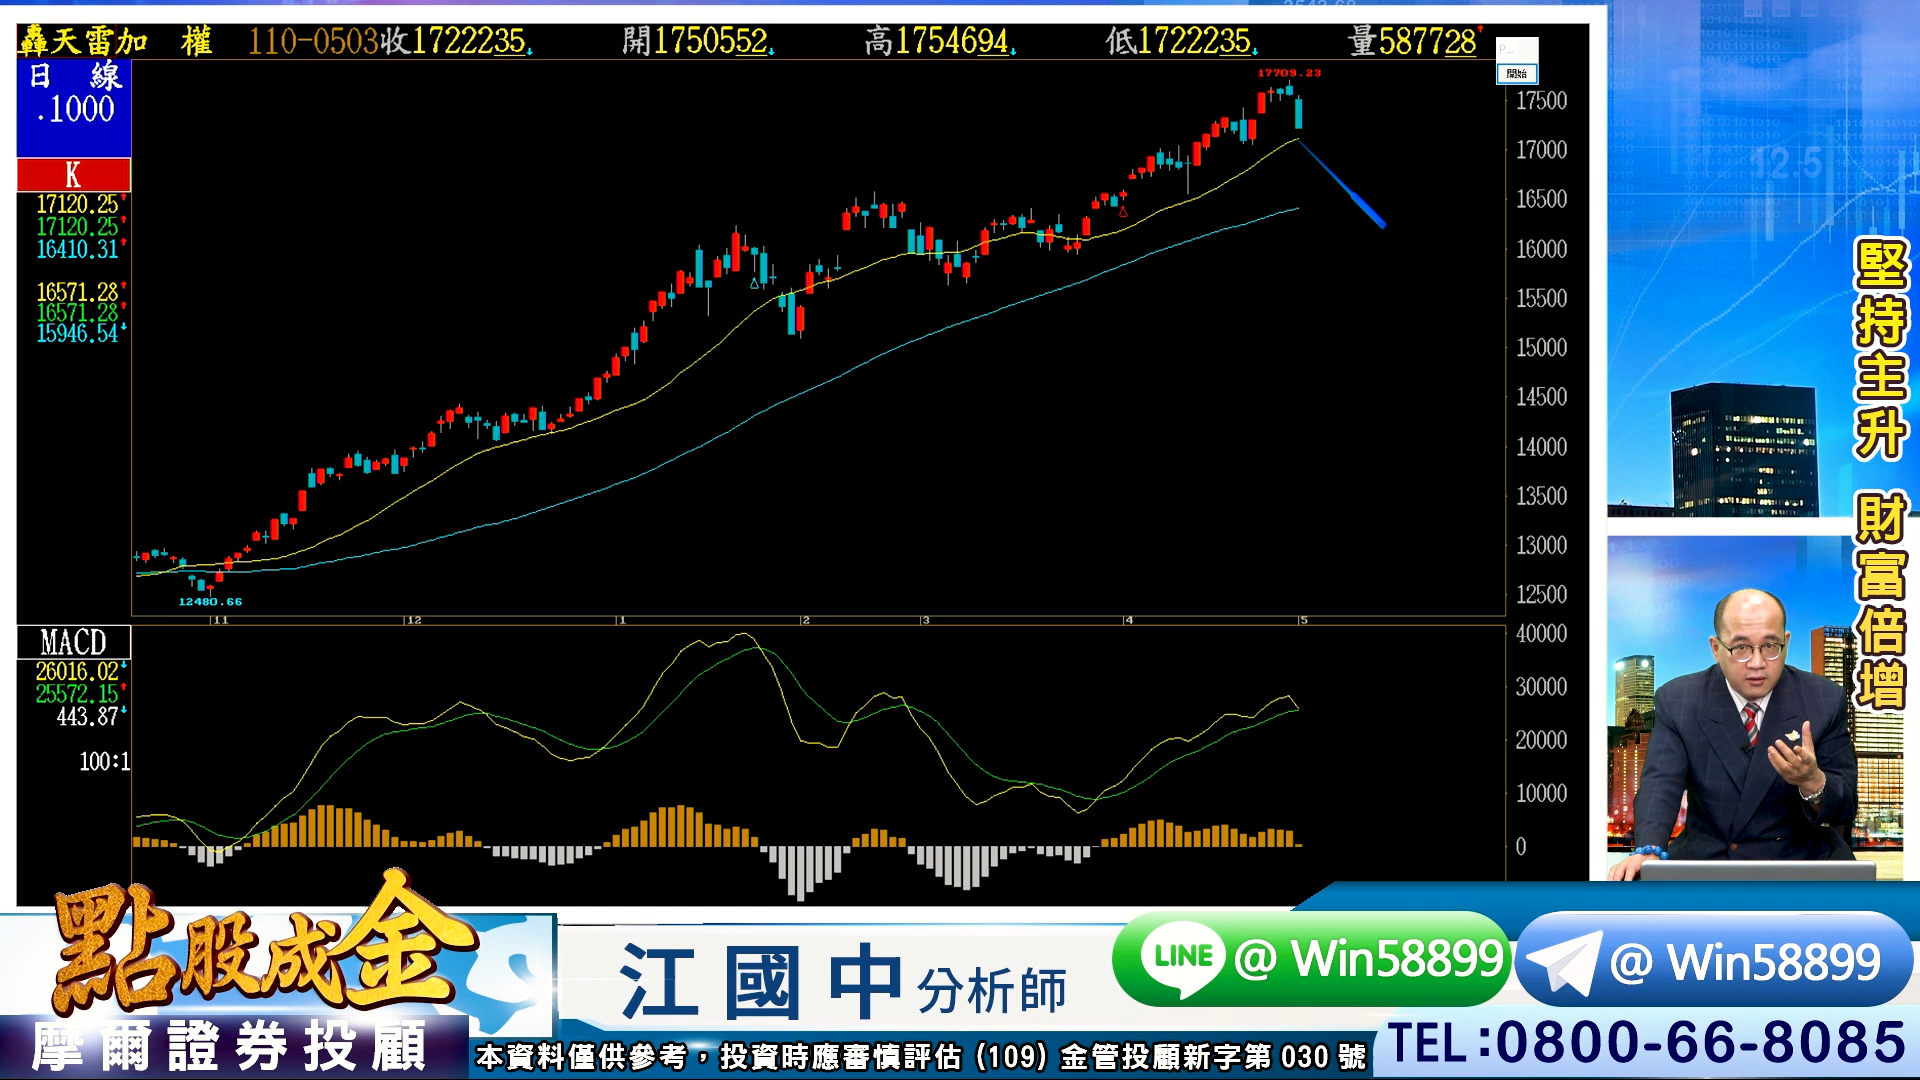 轟天雷加 權 110-0503收1722235 開1750552 高1754694 低1722235 量587728
日 線
.1000
K
17120.25
17120.25
16410.31
16571.28
16571.28
15946.54
P...
開始
17709.23
12480.66
17500
17000
16500
16000
15500
15000
14500
14000
13500
13000
12500
11 12 1 2 3 4 5
MACD
26016.02
25572.15
443.87
100:1
40000
30000
20000
10000
0
12.5
堅持主升 財富倍增
點股成金
摩爾證券投顧
江國中 分析師
LINE @ Win58899
@ Win58899
TEL:0800-66-8085
本資料僅供參考，投資時應審慎評估 (109) 金管投顧新字第 030 號